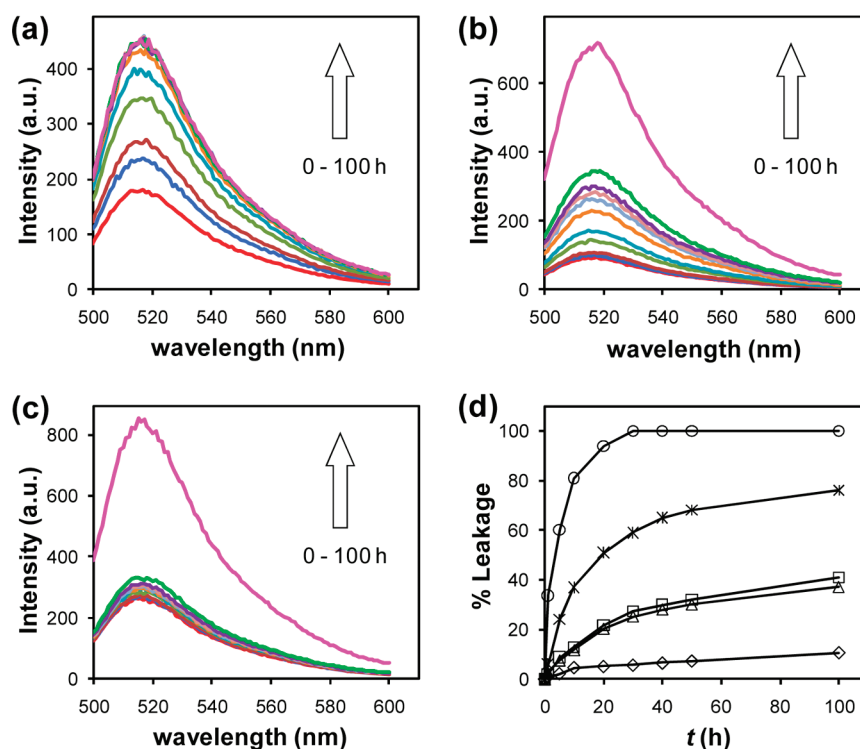 (a)
Intensity (a.u.)
400
300
200
100
0
0 - 100 h
500 520 540 560 580 600
wavelength (nm)
(b)
Intensity (a.u.)
600
400
200
0
0 - 100 h
500 520 540 560 580 600
wavelength (nm)
(c)
Intensity (a.u.)
800
600
400
200
0
0 - 100 h
500 520 540 560 580 600
wavelength (nm)
(d)
% Leakage
100
80
60
40
20
0
0 20 40 60 80 100
t (h)